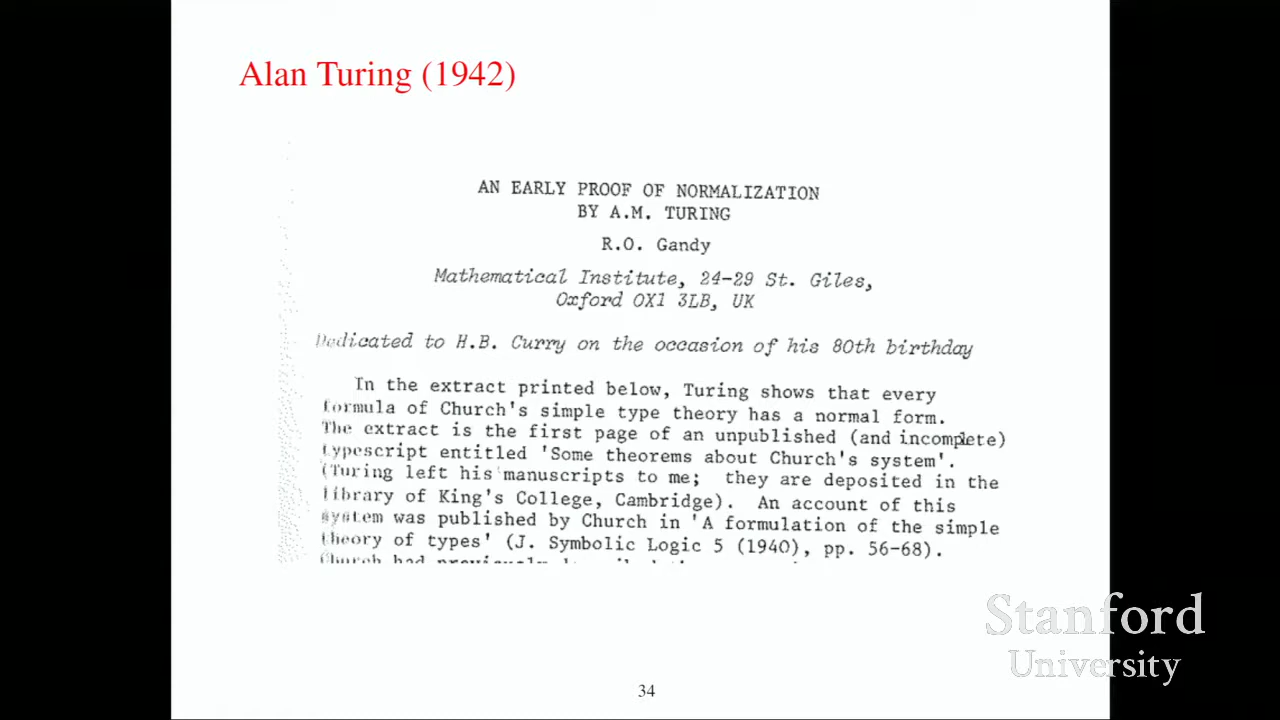 Alan Turing (1942)
AN EARLY PROOF OF NORMALIZATION
BY A.M. TURING
R.O. Gandy
Mathematical Institute, 24-29 St. Giles,
Oxford OX1 3LB, UK
Dedicated to H.B. Curry on the occasion of his 80th birthday
In the extract printed below, Turing shows that every
formula of Church's simple type theory has a normal form.
The extract is the first page of an unpublished (and incomplete)
typescript entitled 'Some theorems about Church's system'.
(Turing left his manuscripts to me; they are deposited in the
library of King's College, Cambridge). An account of this
system was published by Church in 'A formulation of the simple
theory of types' (J. Symbolic Logic 5 (1940), pp. 56-68).
Church had previously
Stanford
University
34